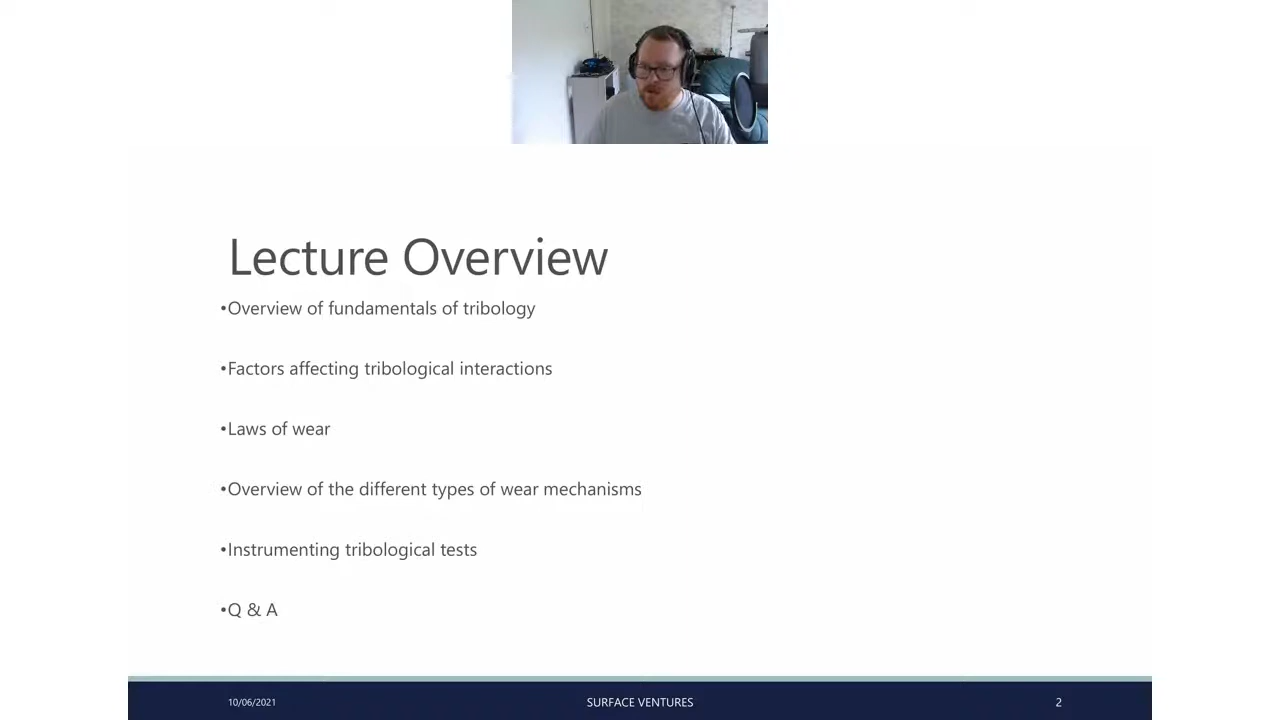 Lecture Overview
•Overview of fundamentals of tribology
•Factors affecting tribological interactions
•Laws of wear
•Overview of the different types of wear mechanisms
•Instrumenting tribological tests
•Q & A
10/06/2021
SURFACE VENTURES
2